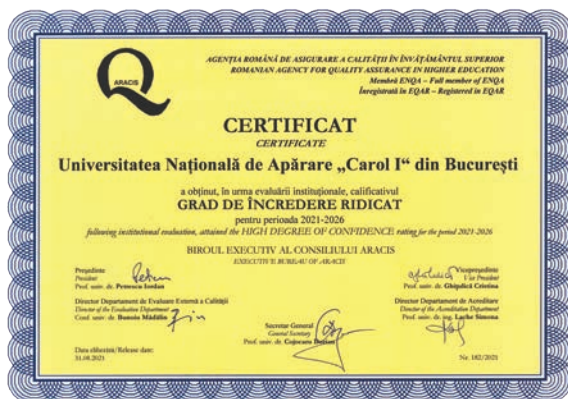 ARACIS
AGENȚIA ROMÂNĂ DE ASIGURARE A CALITĂȚII ÎN ÎNVĂȚĂMÂNTUL SUPERIOR
ROMANIAN AGENCY FOR QUALITY ASSURANCE IN HIGHER EDUCATION
Membră ENQA – Full member of ENQA
Înregistrată în EQAR – Registered in EQAR
CERTIFICAT
CERTIFICATE
Universitatea Națională de Apărare „Carol I“ din București
a obținut, în urma evaluării instituționale, calificativul
GRAD DE ÎNCREDERE RIDICAT
pentru perioada 2021-2026
following institutional evaluation, attained the HIGH DEGREE OF CONFIDENCE rating for the period 2021-2026
BIROUL EXECUTIV AL CONSILIULUI ARACIS
EXECUTIVE BUREAU OF ARACIS
Președinte
President
Prof. univ. dr. Petrescu Iordan
Vicepreședinte
Vice President
Prof. univ. dr. Ghițulică Cristina
Director Departament de Evaluare Externă a Calității
Director of the Evaluation Department
Conf. univ. dr. Bunoiu Mădălin
Director Departament de Acreditare
Director of the Accreditation Department
Prof. univ. dr. ing. Lache Simona
Secretar General
General Secretary
Prof. univ. dr. Cojocaru
Data eliberării/Release date:
31.08.2021
Nr. 182/2021